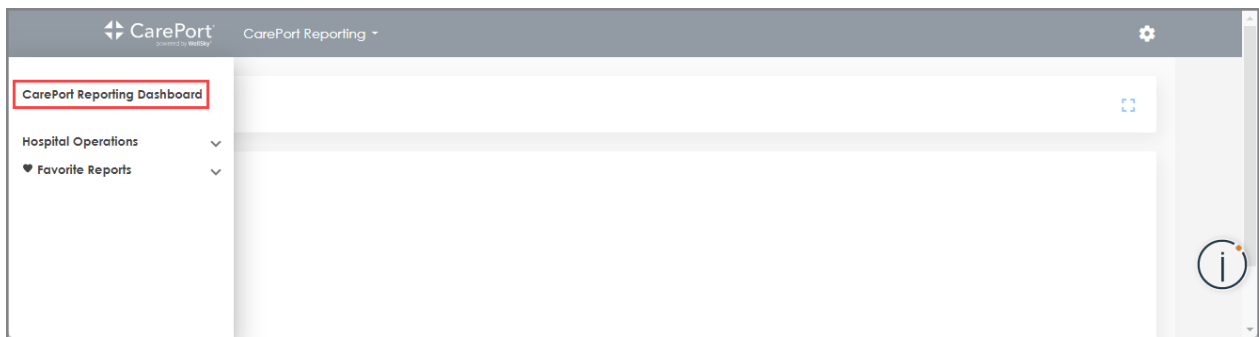 CarePort
powered by WellSky
CarePort Reporting
CarePort Reporting Dashboard
Hospital Operations
Favorite Reports
i